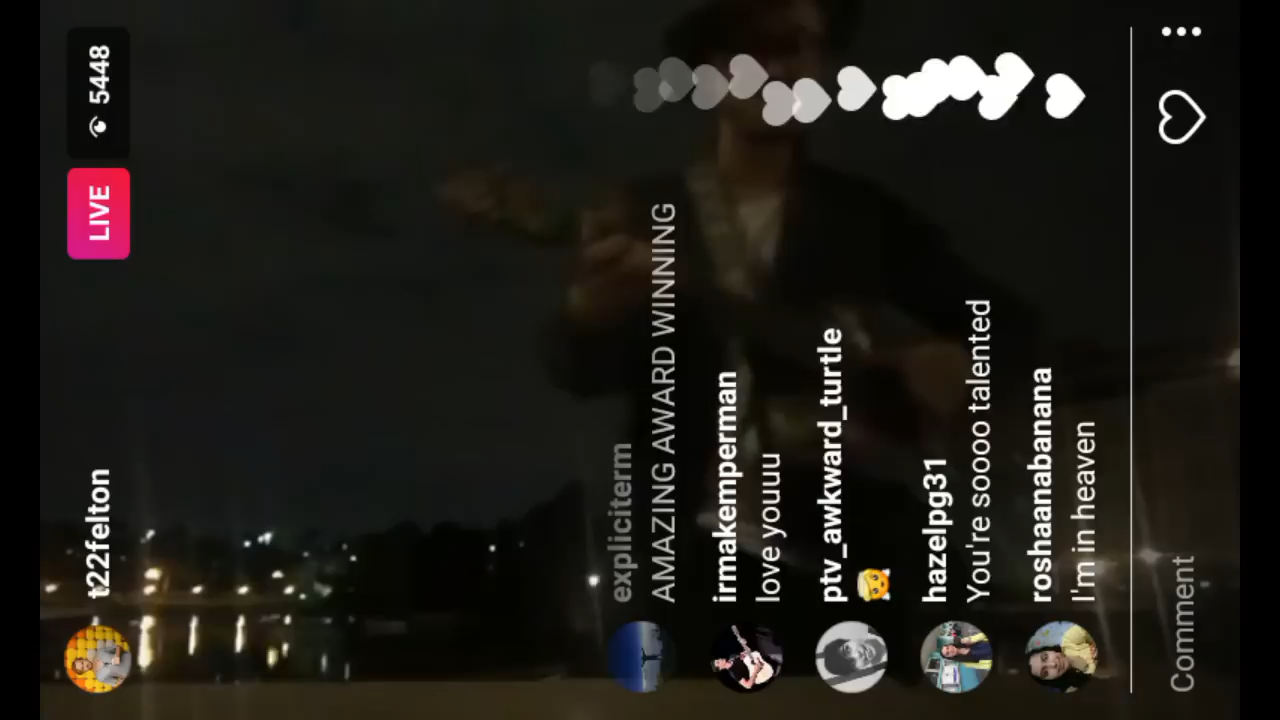 t22felton
LIVE
5448
expliciterm
AMAZING AWARD WINNING
irmakemperman
love youuu
ptv_awkward_turtle
😇
hazelpg31
You're soooo talented
roshaanabanana
I'm in heaven
Comment